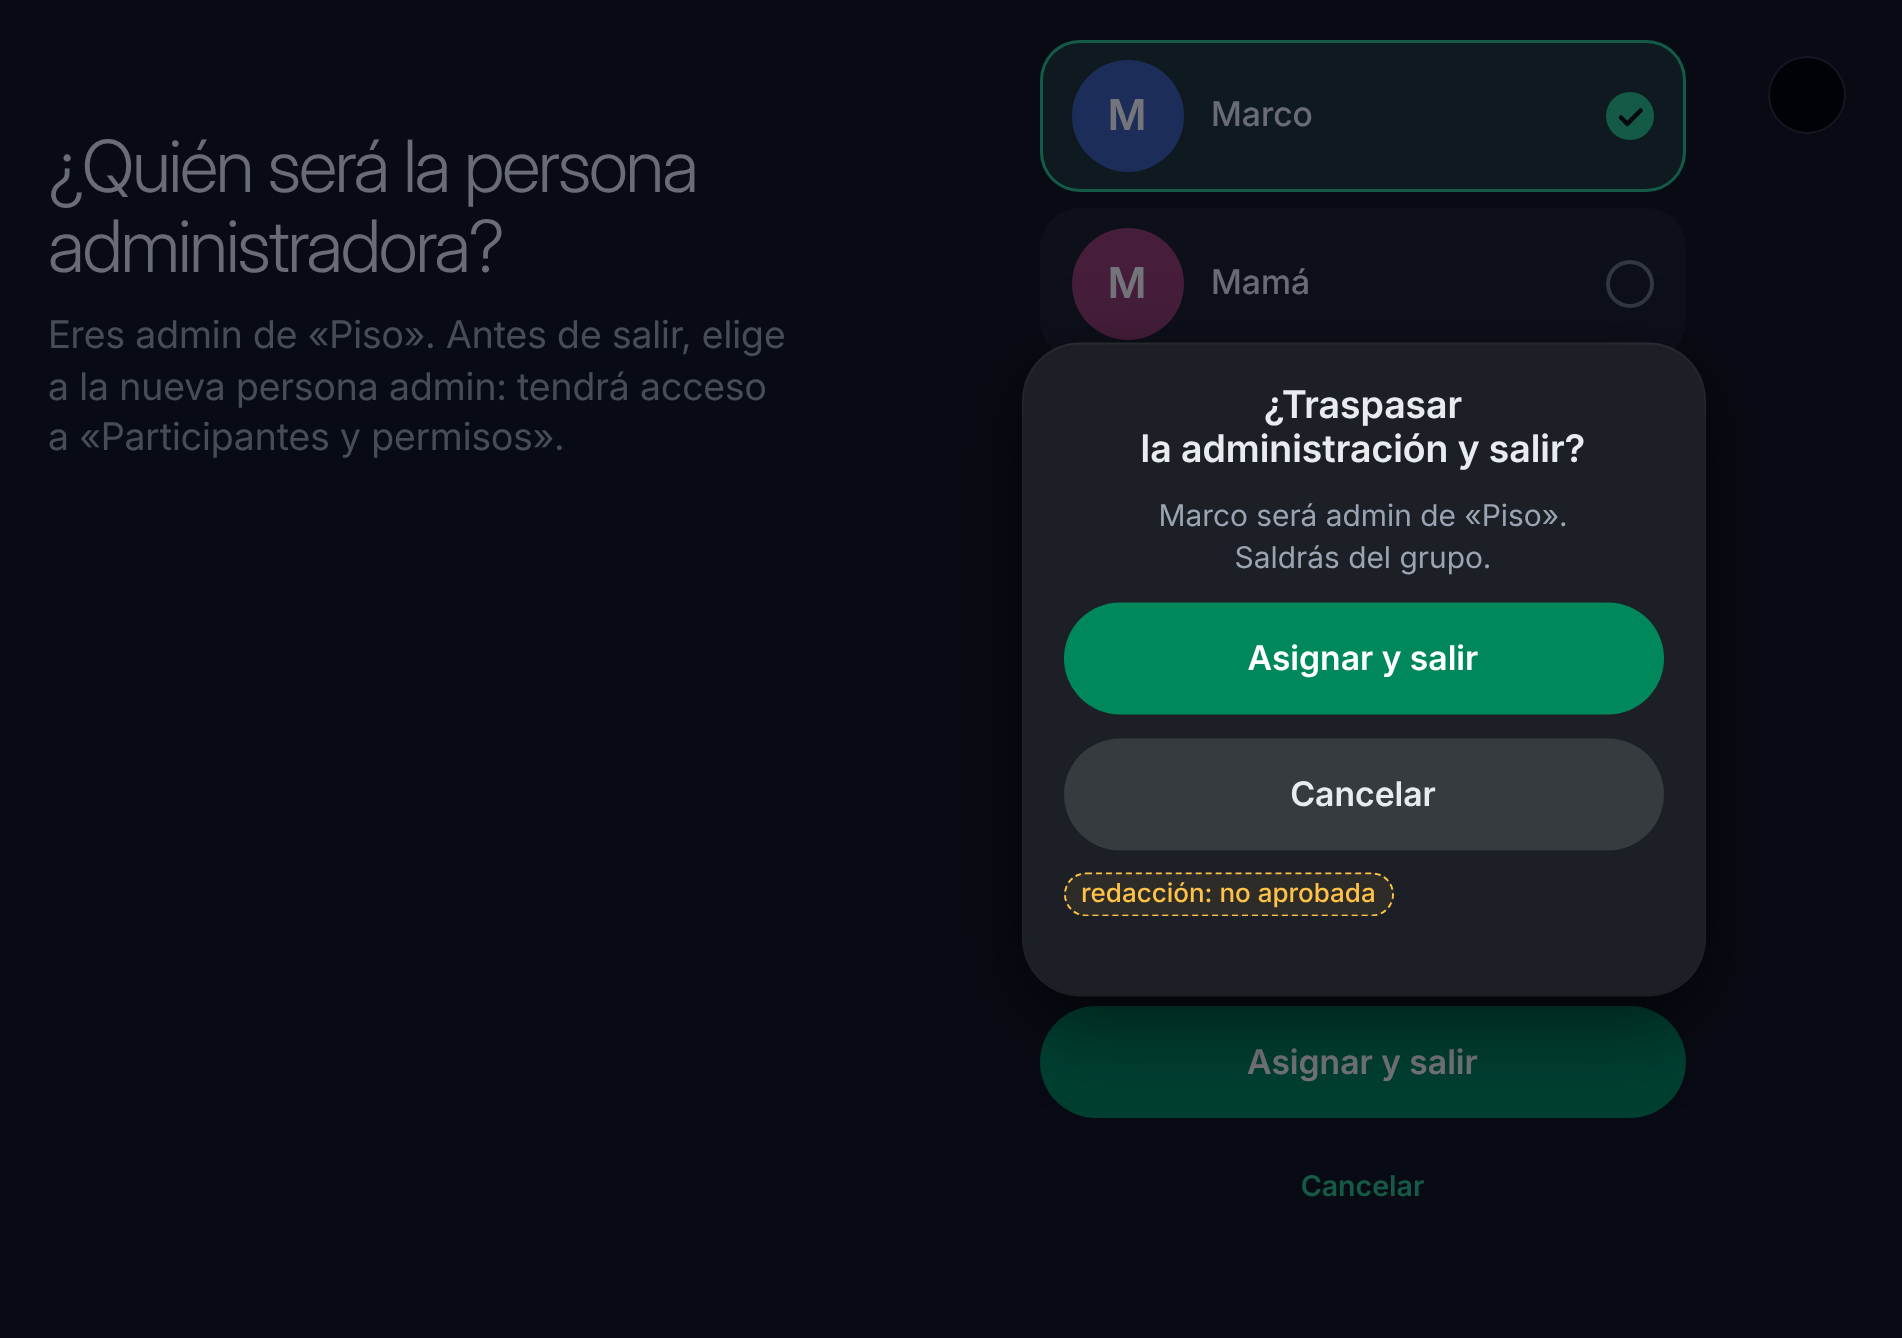 ¿Quién será la persona
administradora?
Eres admin de «Piso». Antes de salir, elige
a la nueva persona admin: tendrá acceso
a «Participantes y permisos».
M
Marco
M
Mamá
¿Traspasar
la administración y salir?
Marco será admin de «Piso».
Saldrás del grupo.
Asignar y salir
Cancelar
redacción: no aprobada
Asignar y salir
Cancelar